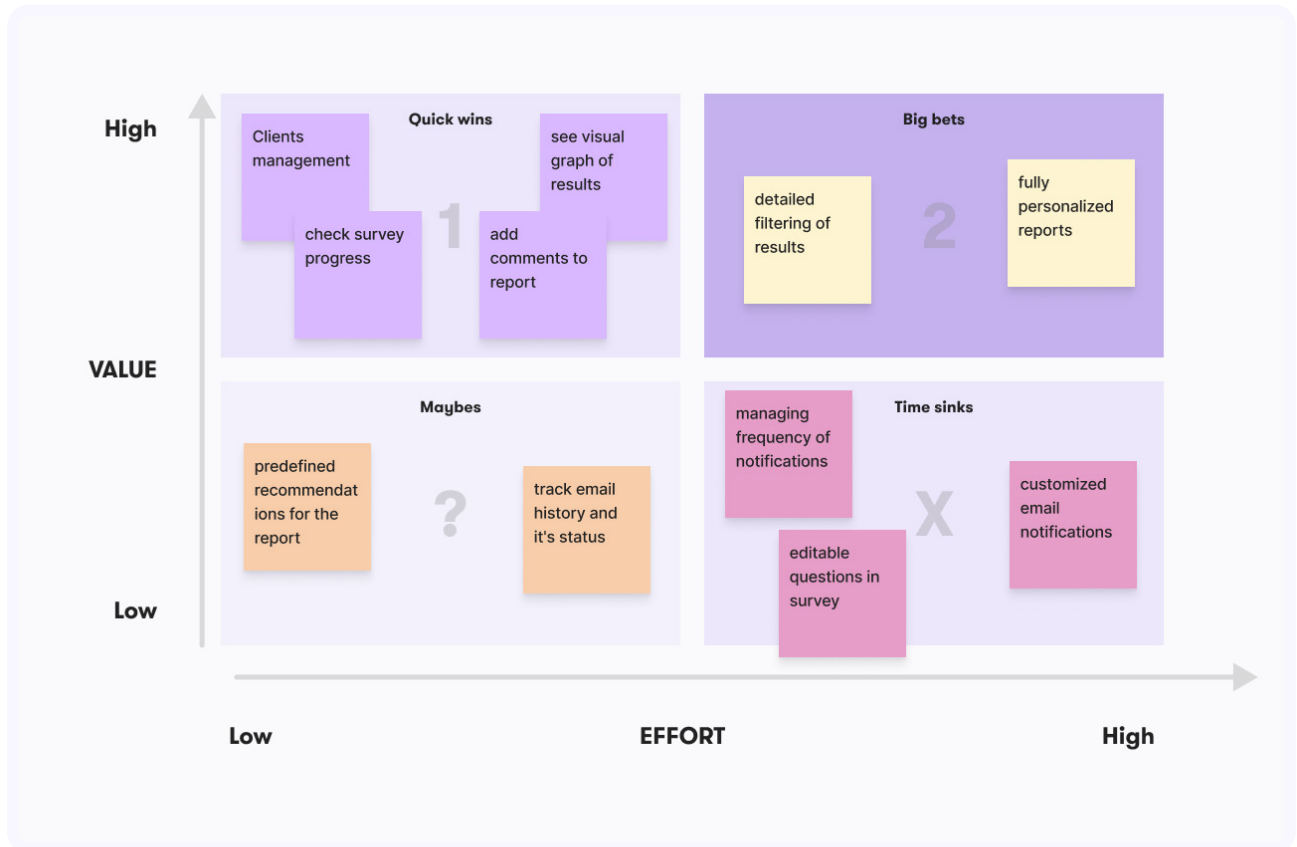 High
Quick wins
Clients
management
see visual
graph of
results
check survey
progress
1
add
comments to
report
Big bets
detailed
filtering of
results
2
fully
personalized
reports
VALUE
Maybes
predefined
recommendat
ions for the
report
?
track email
history and
it's status
Time sinks
managing
frequency of
notifications
X
customized
email
notifications
editable
questions in
survey
Low
Low
EFFORT
High